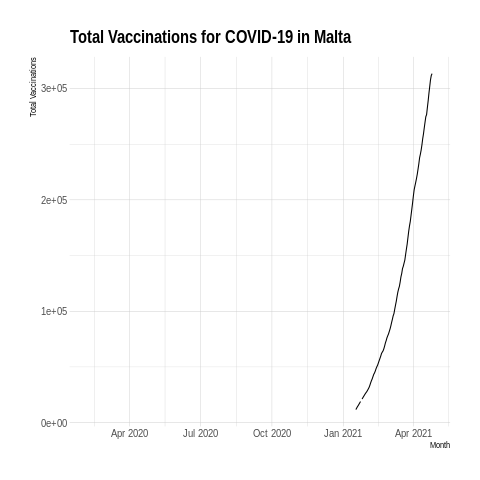 Total Vaccinations for COVID-19 in Malta
Total Vaccinations
3e+05
2e+05
1e+05
0e+00
Apr 2020 Jul 2020 Oct 2020 Jan 2021 Apr 2021
Month